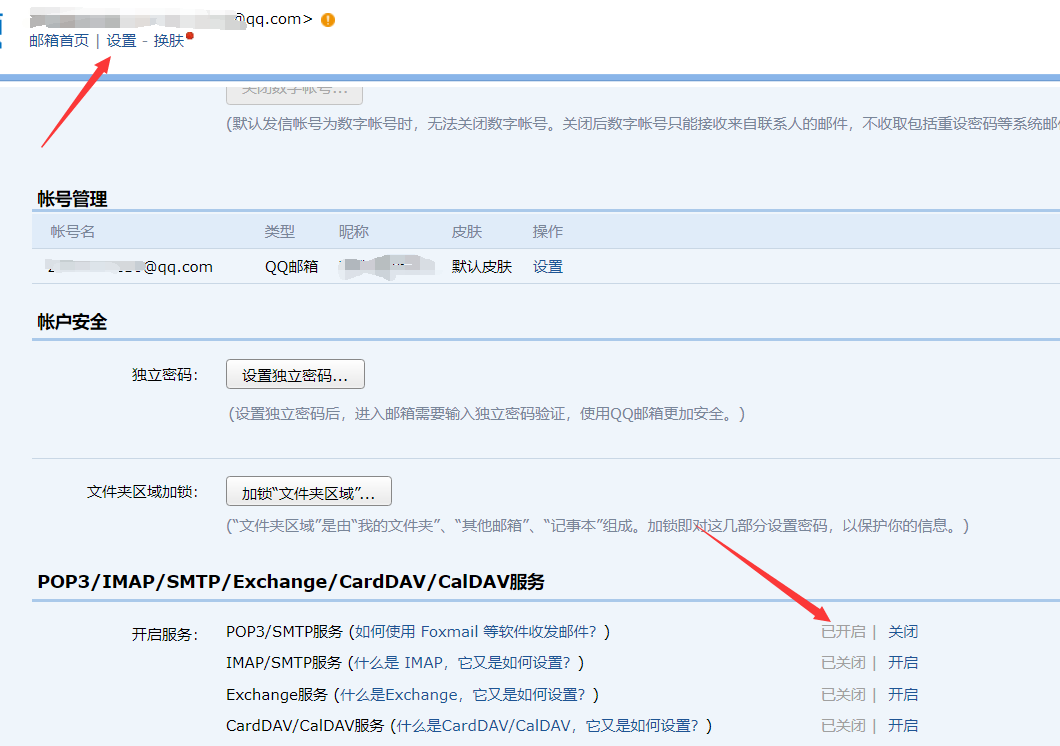 @qq.com>
邮箱首页 | 设置 - 换肤
关闭数字帐号...
(默认发信帐号为数字帐号时，无法关闭数字帐号。关闭后数字帐号只能接收来自联系人的邮件，不收取包括重设密码等系统邮件
帐号管理
帐号名 类型 昵称 皮肤 操作
@qq.com QQ邮箱 默认皮肤 设置
帐户安全
独立密码： 设置独立密码...
(设置独立密码后，进入邮箱需要输入独立密码验证，使用QQ邮箱更加安全。)
文件夹区域加锁： 加锁“文件夹区域”...
(“文件夹区域”是由“我的文件夹”、“其他邮箱”、“记事本”组成。加锁即对这几部分设置密码，以保护你的信息。)
POP3/IMAP/SMTP/Exchange/CardDAV/CalDAV服务
开启服务： POP3/SMTP服务 (如何使用 Foxmail 等软件收发邮件？) 已开启 | 关闭
IMAP/SMTP服务 (什么是 IMAP，它又是如何设置？) 已关闭 | 开启
Exchange服务 (什么是Exchange，它又是如何设置？) 已关闭 | 开启
CardDAV/CalDAV服务 (什么是CardDAV/CalDAV，它又是如何设置？) 已关闭 | 开启